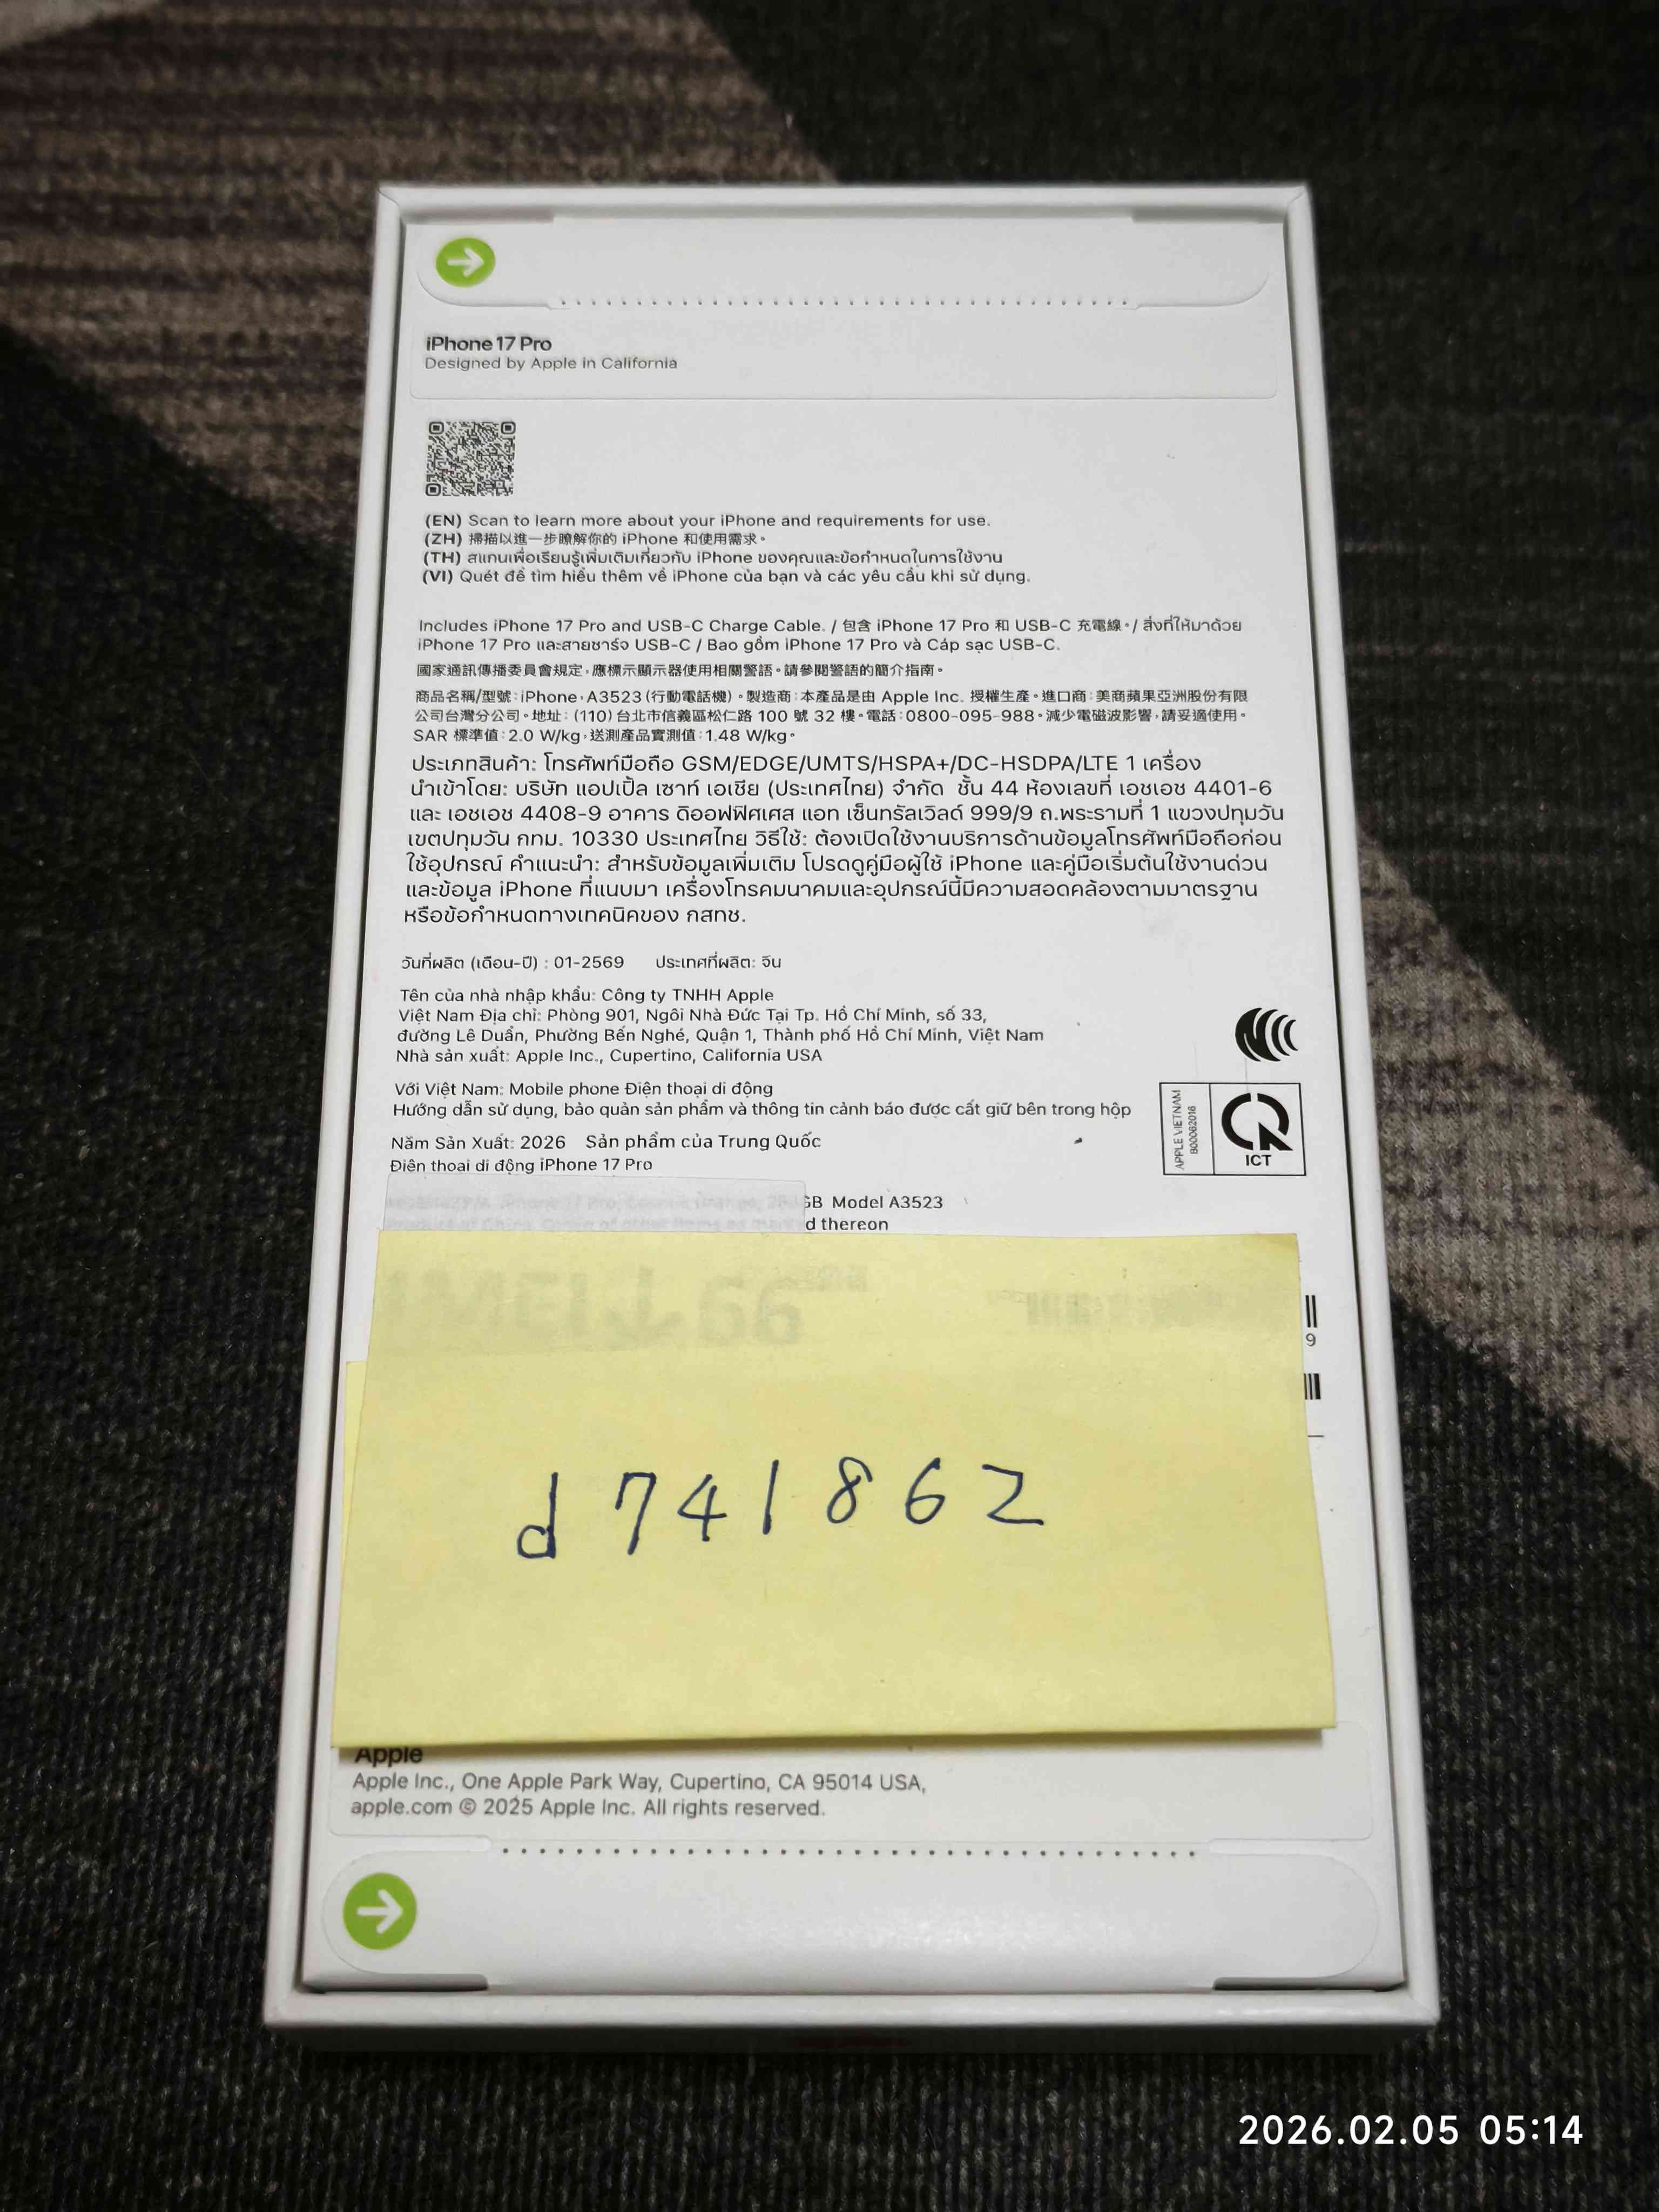 iPhone 17 Pro
Designed by Apple in California
(EN) Scan to learn more about your iPhone and requirements for use.
(ZH) 掃描以進一步瞭解你的 iPhone 和使用需求。
(TH) สแกนเพื่อเรียนรู้เพิ่มเติมเกี่ยวกับ iPhone ของคุณและข้อกำหนดในการใช้งาน
(VI) Quét để tìm hiểu thêm về iPhone của bạn và các yêu cầu khi sử dụng.
Includes iPhone 17 Pro and USB-C Charge Cable. / 包含 iPhone 17 Pro 和 USB-C 充電線。/ สิ่งที่ให้มาด้วย
iPhone 17 Pro และสายชาร์จ USB-C / Bao gồm iPhone 17 Pro và Cáp sạc USB-C.
國家通訊傳播委員會規定，應標示顯示器使用相關警語。請參閱警語的簡介指南。
商品名稱/型號：iPhone，A3523（行動電話機）。製造商：本產品是由 Apple Inc. 授權生產。進口商：美商蘋果亞洲股份有限
公司台灣分公司。地址：(110) 台北市信義區松仁路 100 號 32 樓。電話：0800-095-988。減少電磁波影響，請妥適使用。
SAR 標準值：2.0 W/kg，送測產品實測值：1.48 W/kg。
ประเภทสินค้า: โทรศัพท์มือถือ GSM/EDGE/UMTS/HSPA+/DC-HSDPA/LTE 1 เครื่อง
นำเข้าโดย: บริษัท แอปเปิ้ล เซาท์ เอเชีย (ประเทศไทย) จำกัด ชั้น 44 ห้องเลขที่ เอชเอช 4401-6
และ เอชเอช 4408-9 อาคาร ดิออฟฟิศเศส แอท เซ็นทรัลเวิลด์ 999/9 ถ.พระรามที่ 1 แขวงปทุมวัน
เขตปทุมวัน กทม. 10330 ประเทศไทย วิธีใช้: ต้องเปิดใช้งานบริการด้านข้อมูลโทรศัพท์มือถือก่อน
ใช้อุปกรณ์ คำแนะนำ: สำหรับข้อมูลเพิ่มเติม โปรดดูคู่มือผู้ใช้ iPhone และคู่มือเริ่มต้นใช้งานด่วน
และข้อมูล iPhone ที่แนบมา เครื่องโทรคมนาคมและอุปกรณ์นี้มีความสอดคล้องตามมาตรฐาน
หรือข้อกำหนดทางเทคนิคของ กสทช.
วันที่ผลิต (เดือน-ปี) : 01-2569 ประเทศที่ผลิต: จีน
Tên của nhà nhập khẩu: Công ty TNHH Apple
Việt Nam Địa chỉ: Phòng 901, Ngôi Nhà Đức Tại Tp. Hồ Chí Minh, số 33,
đường Lê Duẩn, Phường Bến Nghé, Quận 1, Thành phố Hồ Chí Minh, Việt Nam
Nhà sản xuất: Apple Inc., Cupertino, California USA
Với Việt Nam: Mobile phone Điện thoại di động
Hướng dẫn sử dụng, bảo quản sản phẩm và thông tin cảnh báo được cất giữ bên trong hộp
APPLE VIETNAM
B00062018
ICT
Năm Sản Xuất: 2026 Sản phẩm của Trung Quốc
Điện thoại di động iPhone 17 Pro
GB Model A3523
d thereon
9
d741862
Apple
Apple Inc., One Apple Park Way, Cupertino, CA 95014 USA,
apple.com © 2025 Apple Inc. All rights reserved.
2026.02.05 05:14